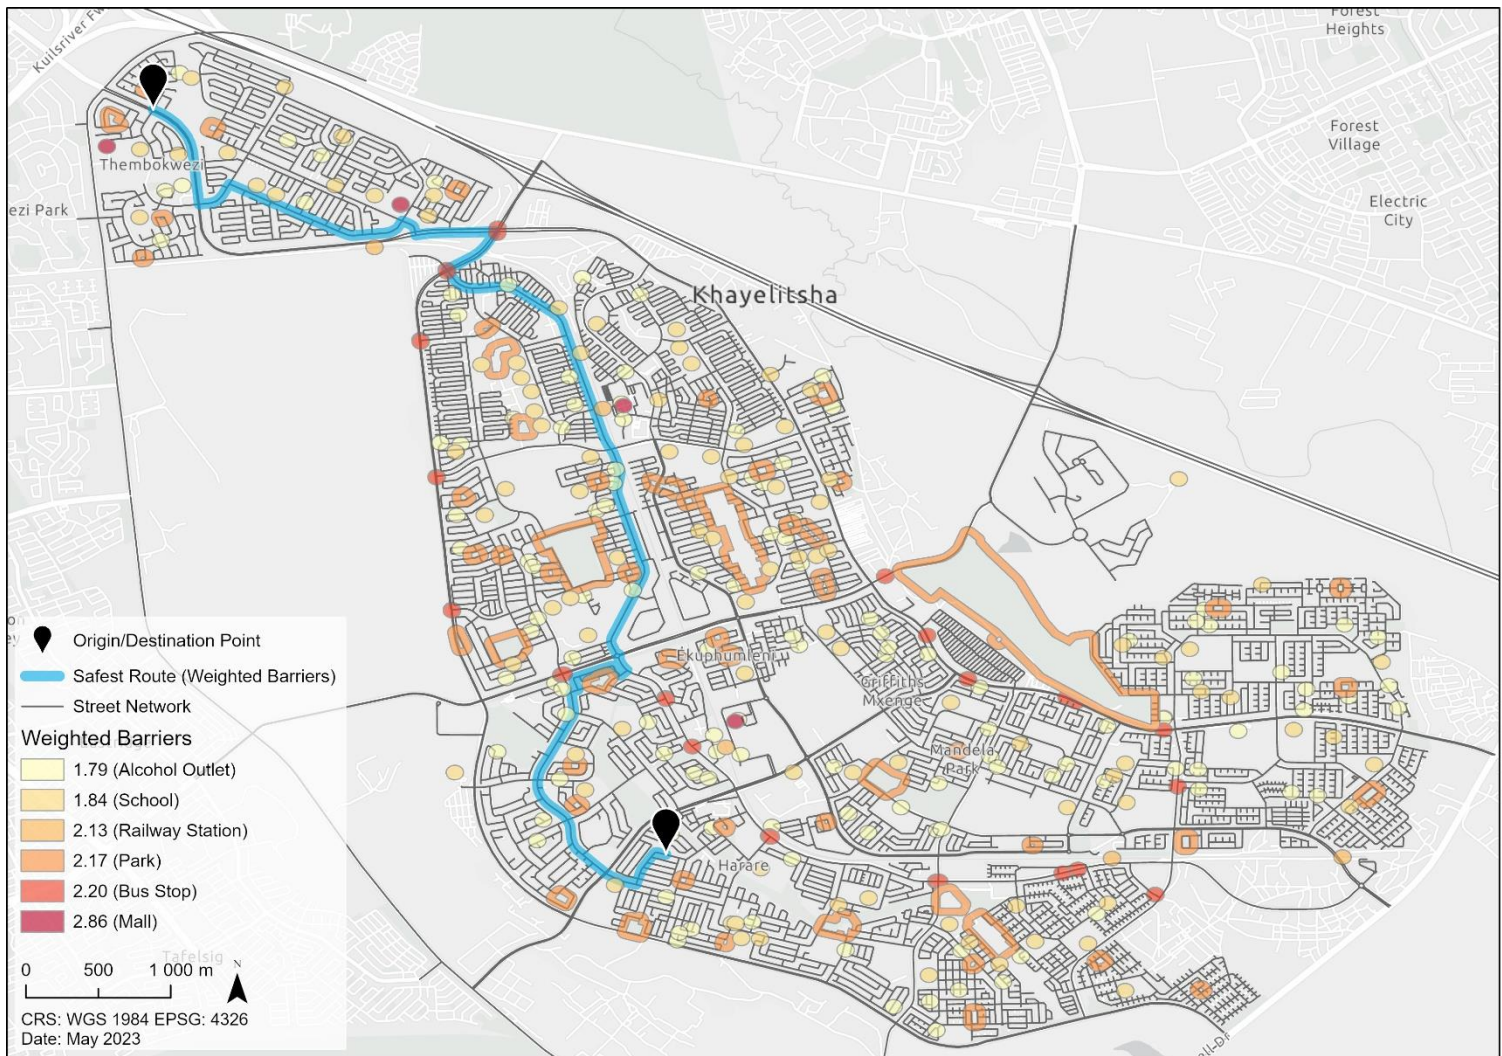 Kuilsriver Fw
Forest
Heights
Forest
Village
Electric
City
Thembokwezi
ezi Park
Khayelitsha
Ekuphumleni
Griffiths
Mxenge
Mandela
Park
Harare
Origin/Destination Point
Safest Route (Weighted Barriers)
Street Network
Weighted Barriers
1.79 (Alcohol Outlet)
1.84 (School)
2.13 (Railway Station)
2.17 (Park)
2.20 (Bus Stop)
2.86 (Mall)
Tafelsig
0 500 1 000 m
N
CRS: WGS 1984 EPSG: 4326
Date: May 2023
all-Dr